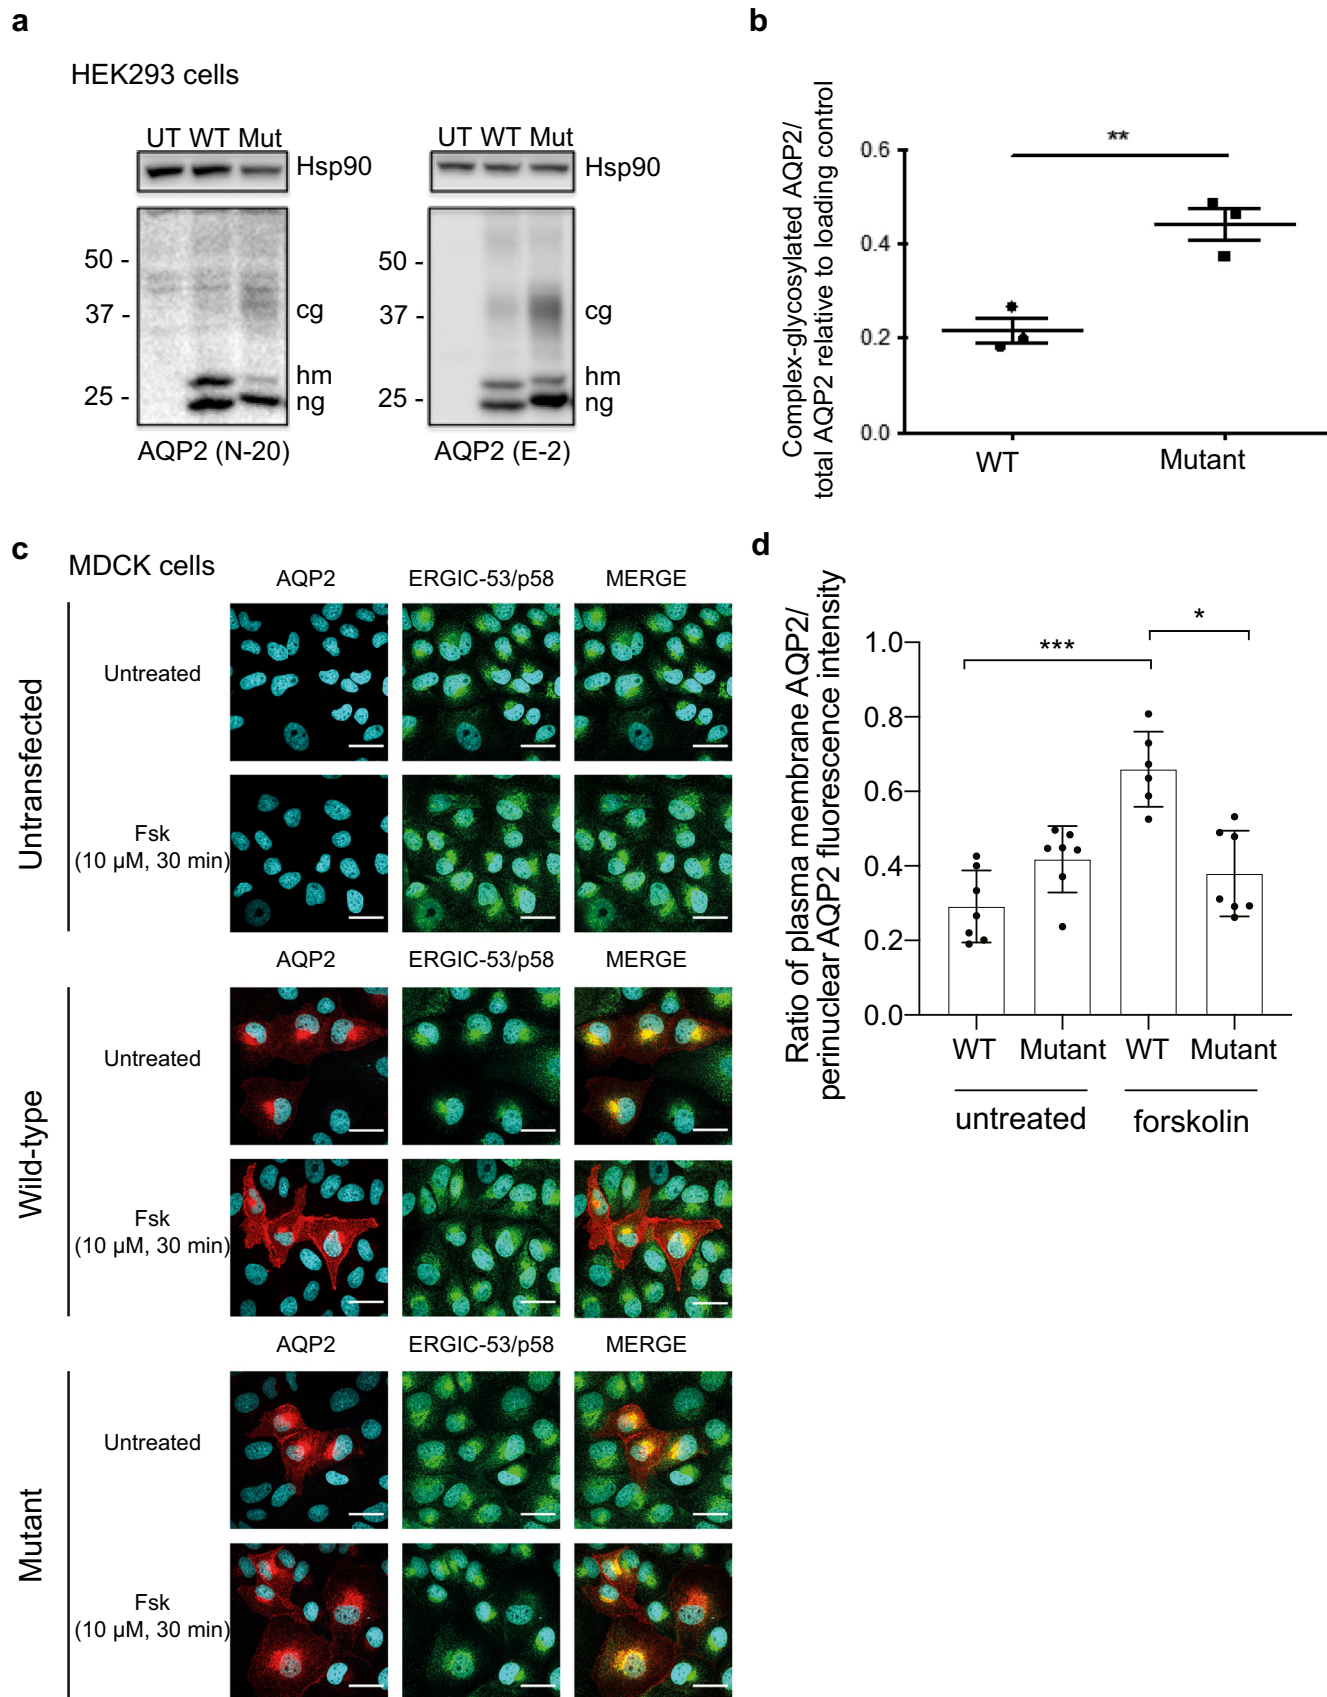 a
HEK293 cells
UT WT Mut
Hsp90
50 -
37 -
25 -
cg
hm
ng
AQP2 (N-20)
UT WT Mut
Hsp90
50 -
37 -
25 -
cg
hm
ng
AQP2 (E-2)
b
Complex-glycosylated AQP2/
total AQP2 relative to loading control
0.6
0.4
0.2
0.0
**
WT
Mutant
c
MDCK cells
AQP2 ERGIC-53/p58 MERGE
Untransfected
Untreated
Fsk
(10 µM, 30 min)
AQP2 ERGIC-53/p58 MERGE
Wild-type
Untreated
Fsk
(10 µM, 30 min)
AQP2 ERGIC-53/p58 MERGE
Mutant
Untreated
Fsk
(10 µM, 30 min)
d
Ratio of plasma membrane AQP2/
perinuclear AQP2 fluorescence intensity
1.0
0.8
0.6
0.4
0.2
0.0
***
*
WT Mutant WT Mutant
untreated forskolin